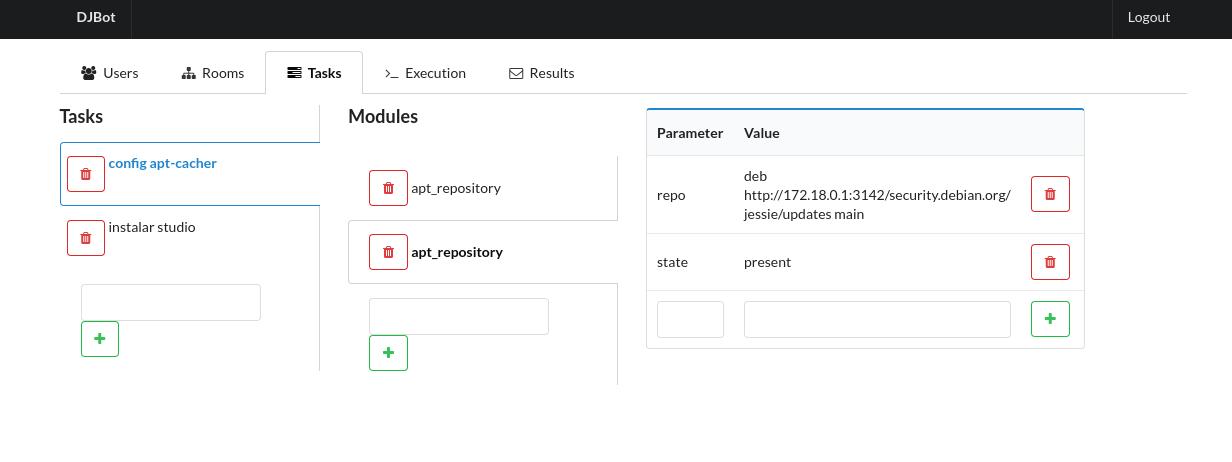 DJBot
Logout
Users
Rooms
Tasks
Execution
Results
Tasks
config apt-cacher
instalar studio
Modules
apt_repository
apt_repository
Parameter Value
repo
deb
http://172.18.0.1:3142/security.debian.org/
jessie/updates main
state present